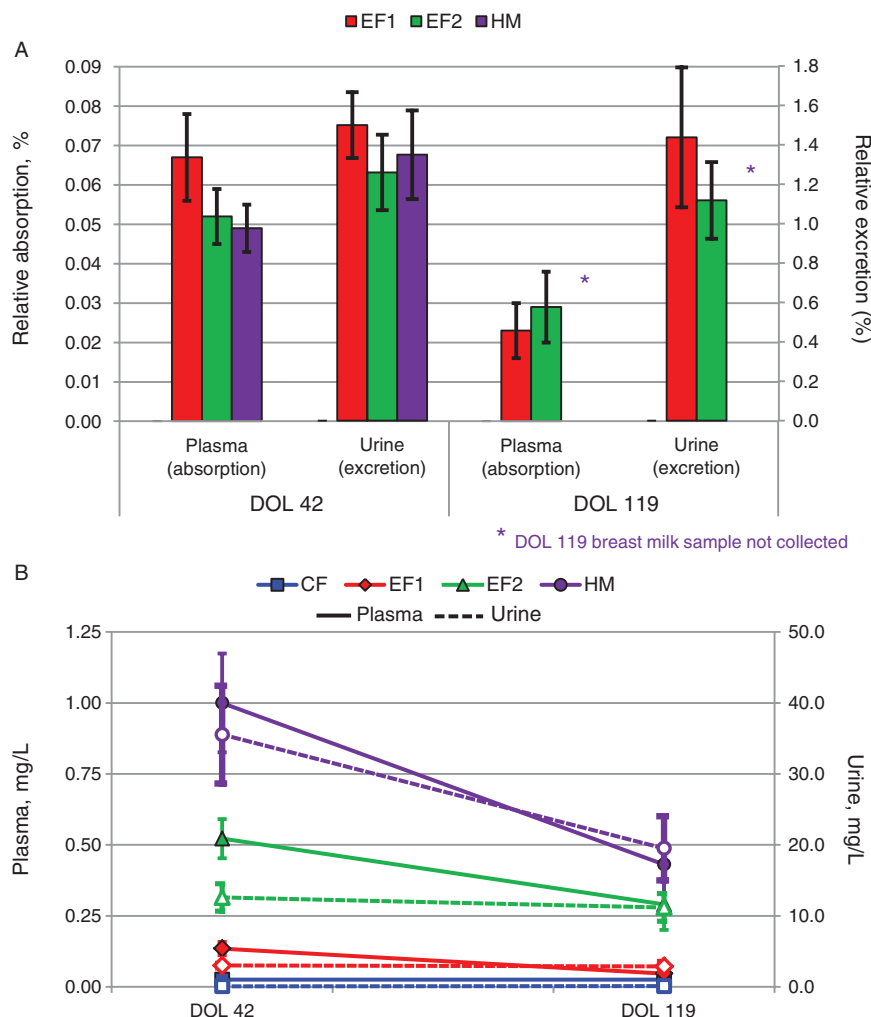 EF1 EF2 HM
A
0.09
0.08
0.07
0.06
0.05
0.04
0.03
0.02
0.01
0.00
Relative absorption, %
1.8
1.6
1.4
1.2
1.0
0.8
0.6
0.4
0.2
0.0
Relative excretion (%)
*
*
Plasma (absorption)
Urine (excretion)
Plasma (absorption)
Urine (excretion)
DOL 42
DOL 119
* DOL 119 breast milk sample not collected
B
CF EF1 EF2 HM
Plasma Urine
1.25
1.00
0.75
0.50
0.25
0.00
Plasma, mg/L
50.0
40.0
30.0
20.0
10.0
0.0
Urine, mg/L
DOL 42
DOL 119